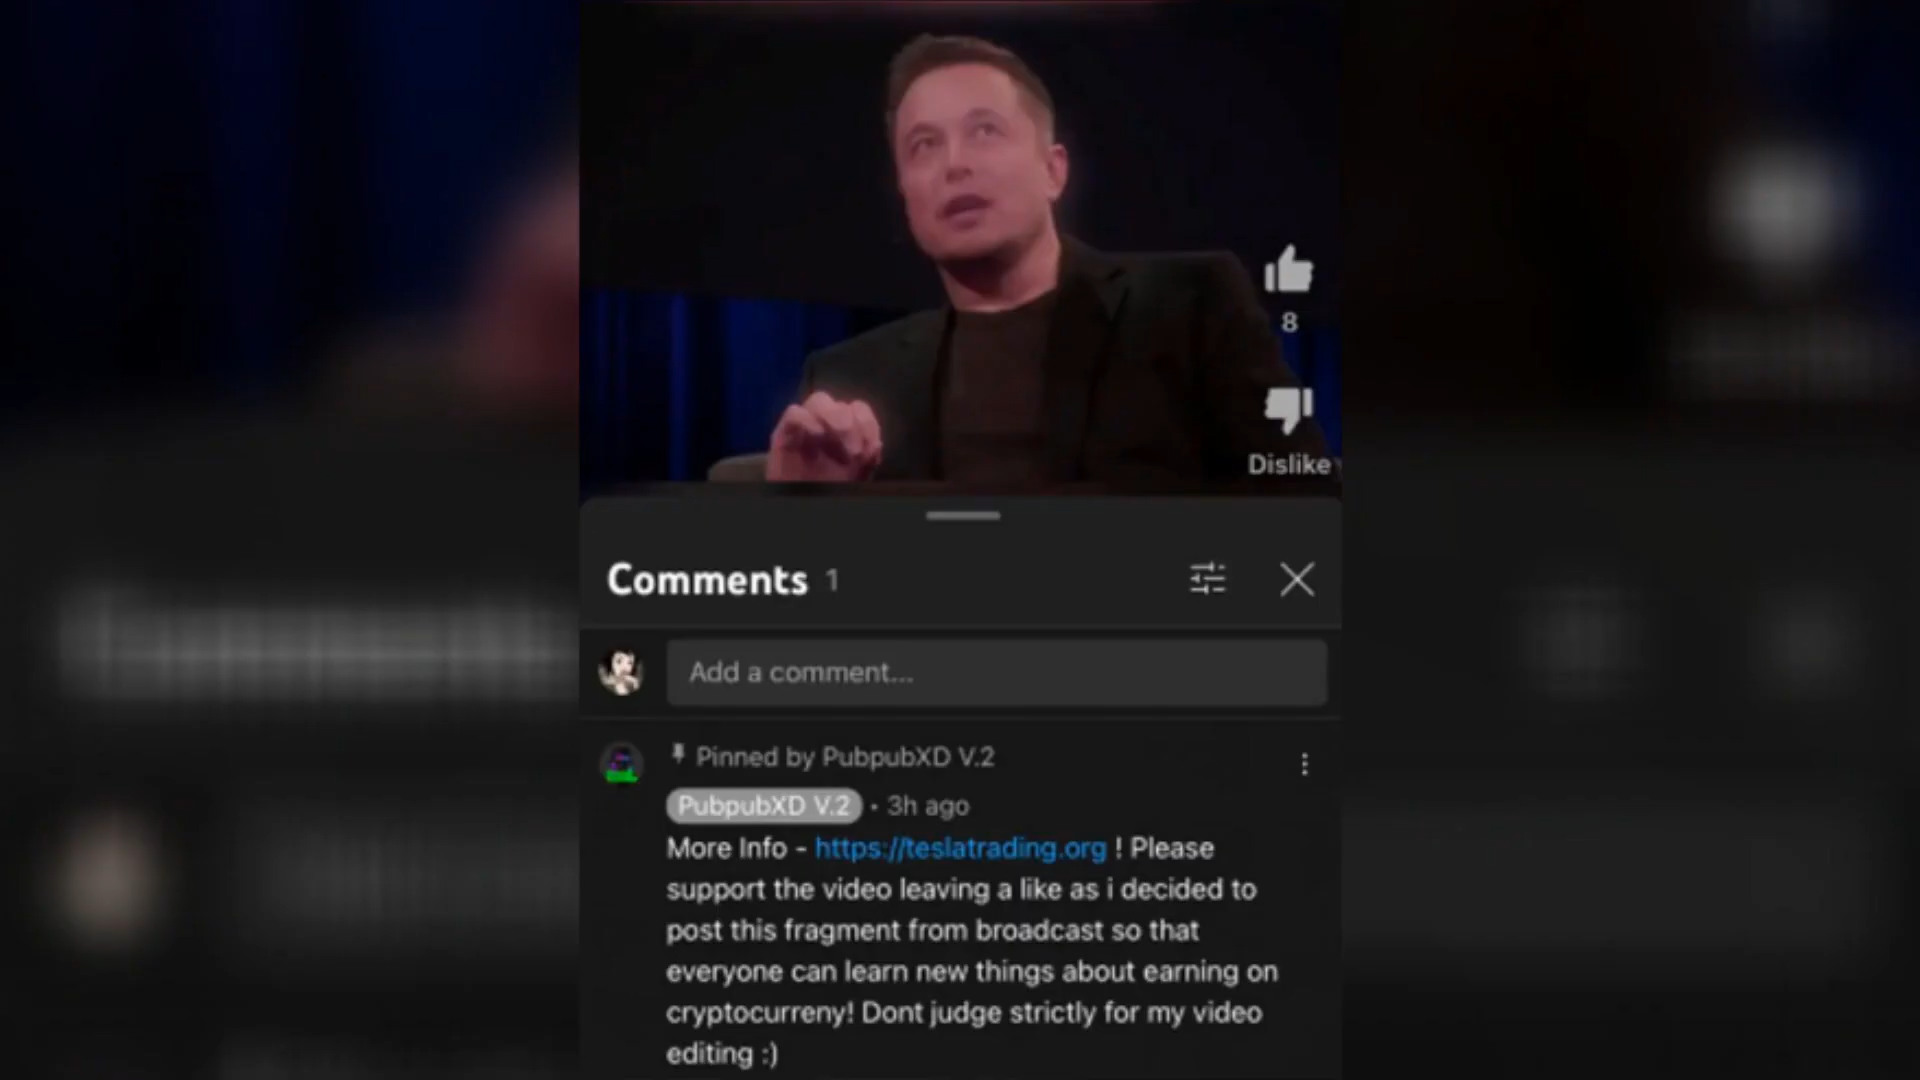 8
Dislike
Comments 1
Add a comment...
Pinned by PubpubXD V.2
PubpubXD V.2 • 3h ago
More Info - https://teslatrading.org ! Please
support the video leaving a like as i decided to
post this fragment from broadcast so that
everyone can learn new things about earning on
cryptocurreny! Dont judge strictly for my video
editing :)